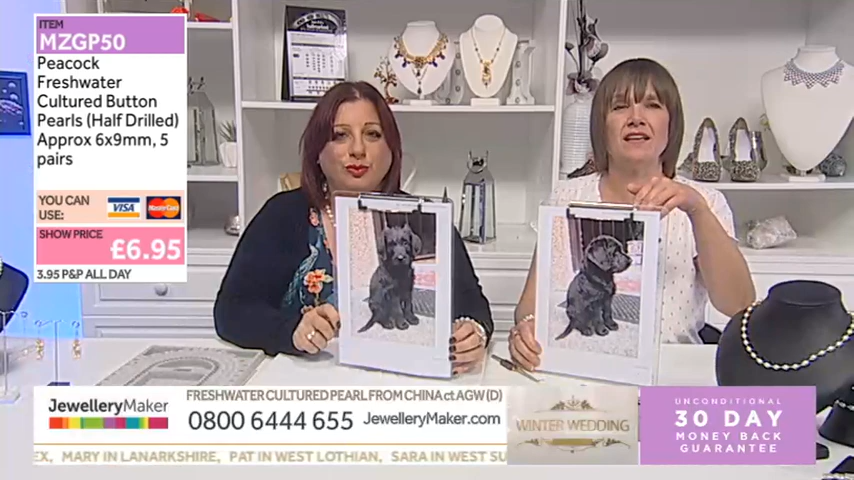 ITEM
MZGP50
Peacock
Freshwater
Cultured Button
Pearls (Half Drilled)
Approx 6x9mm, 5
pairs
YOU CAN
USE:
VISA
MasterCard
SHOW PRICE
£6.95
3.95 P&P ALL DAY
JewelleryMaker
FRESHWATER CULTURED PEARL FROM CHINA ct AGW (D)
0800 6444 655
JewelleryMaker.com
X, MARY IN LANARKSHIRE, PAT IN WEST LOTHIAN, SARA IN WEST SU
WINTER WEDDING
UNCONDITIONAL
30 DAY
MONEY BACK
GUARANTEE